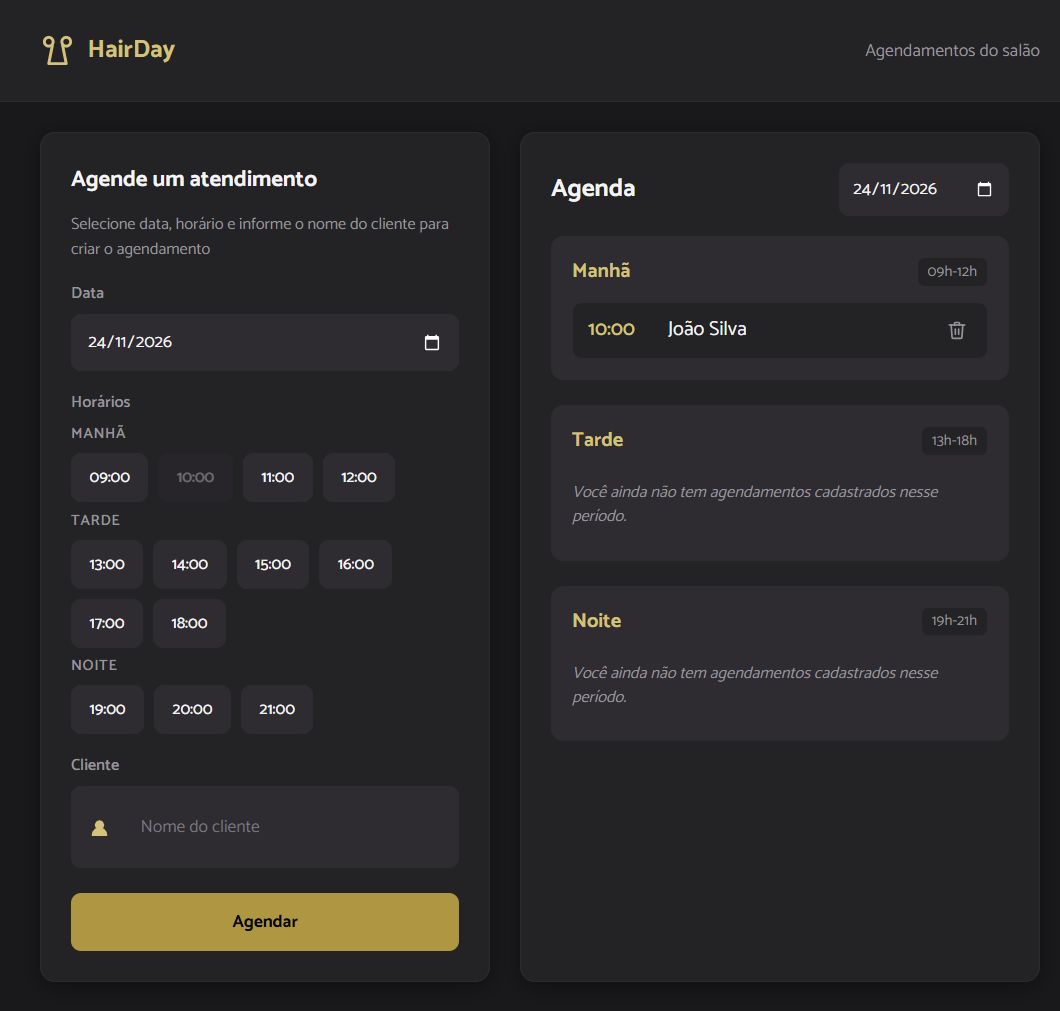 HairDay
Agendamentos do salão
Agende um atendimento
Selecione data, horário e informe o nome do cliente para
criar o agendamento
Data
24/11/2026
Horários
MANHÃ
09:00 10:00 11:00 12:00
TARDE
13:00 14:00 15:00 16:00
17:00 18:00
NOITE
19:00 20:00 21:00
Cliente
Nome do cliente
Agendar
Agenda
24/11/2026
Manhã
09h-12h
10:00 João Silva
Tarde
13h-18h
Você ainda não tem agendamentos cadastrados nesse
período.
Noite
19h-21h
Você ainda não tem agendamentos cadastrados nesse
período.